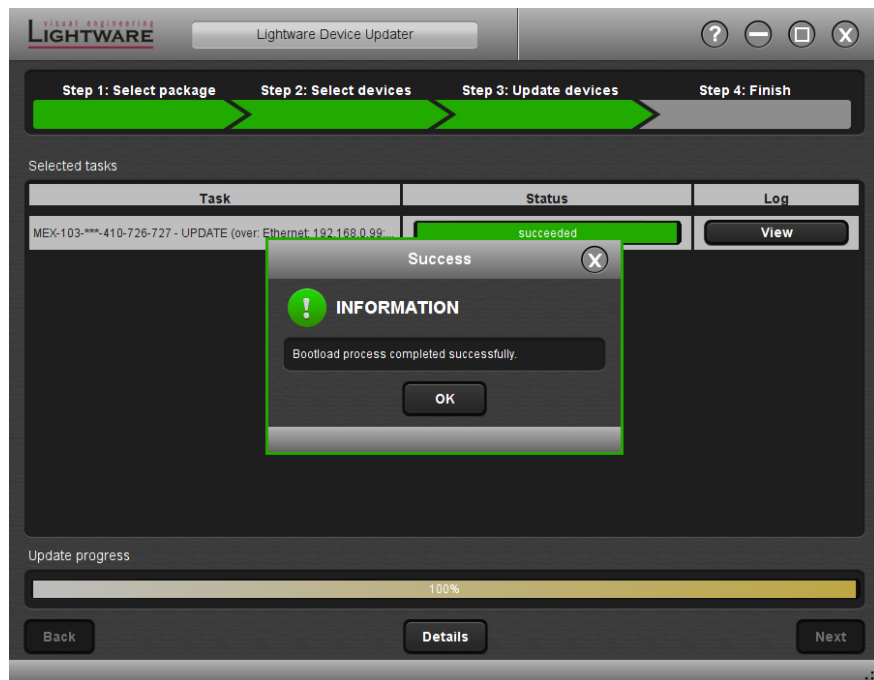 visual engineering
LIGHTWARE
Lightware Device Updater
?
X
Step 1: Select package
Step 2: Select devices
Step 3: Update devices
Step 4: Finish
Selected tasks
Task
Status
Log
MEX-103-***-410-726-727 - UPDATE (over: Ethernet: 192.168.0.99:...
succeeded
View
Success
X
!
INFORMATION
Bootload process completed successfully.
OK
Update progress
100%
Back
Details
Next